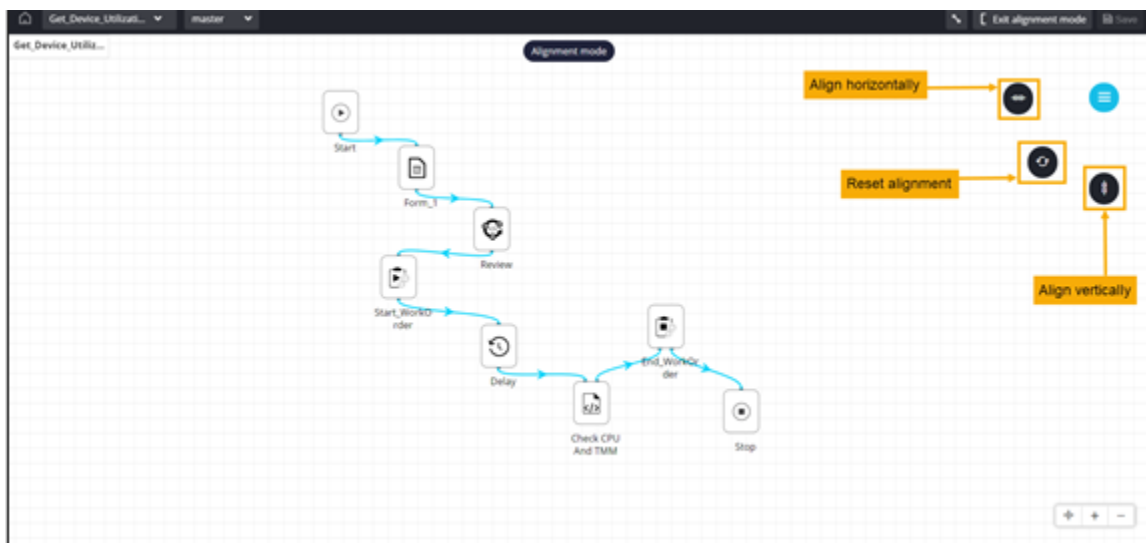 Get_Device_Utilizati...
master
Exit alignment mode
Save
Get_Device_Utiliz...
Alignment mode
Align horizontally
Start
Reset alignment
Form_1
Review
Align vertically
Start_WorkO
rder
End_WorkOr
der
Delay
Check CPU
And TMM
Stop